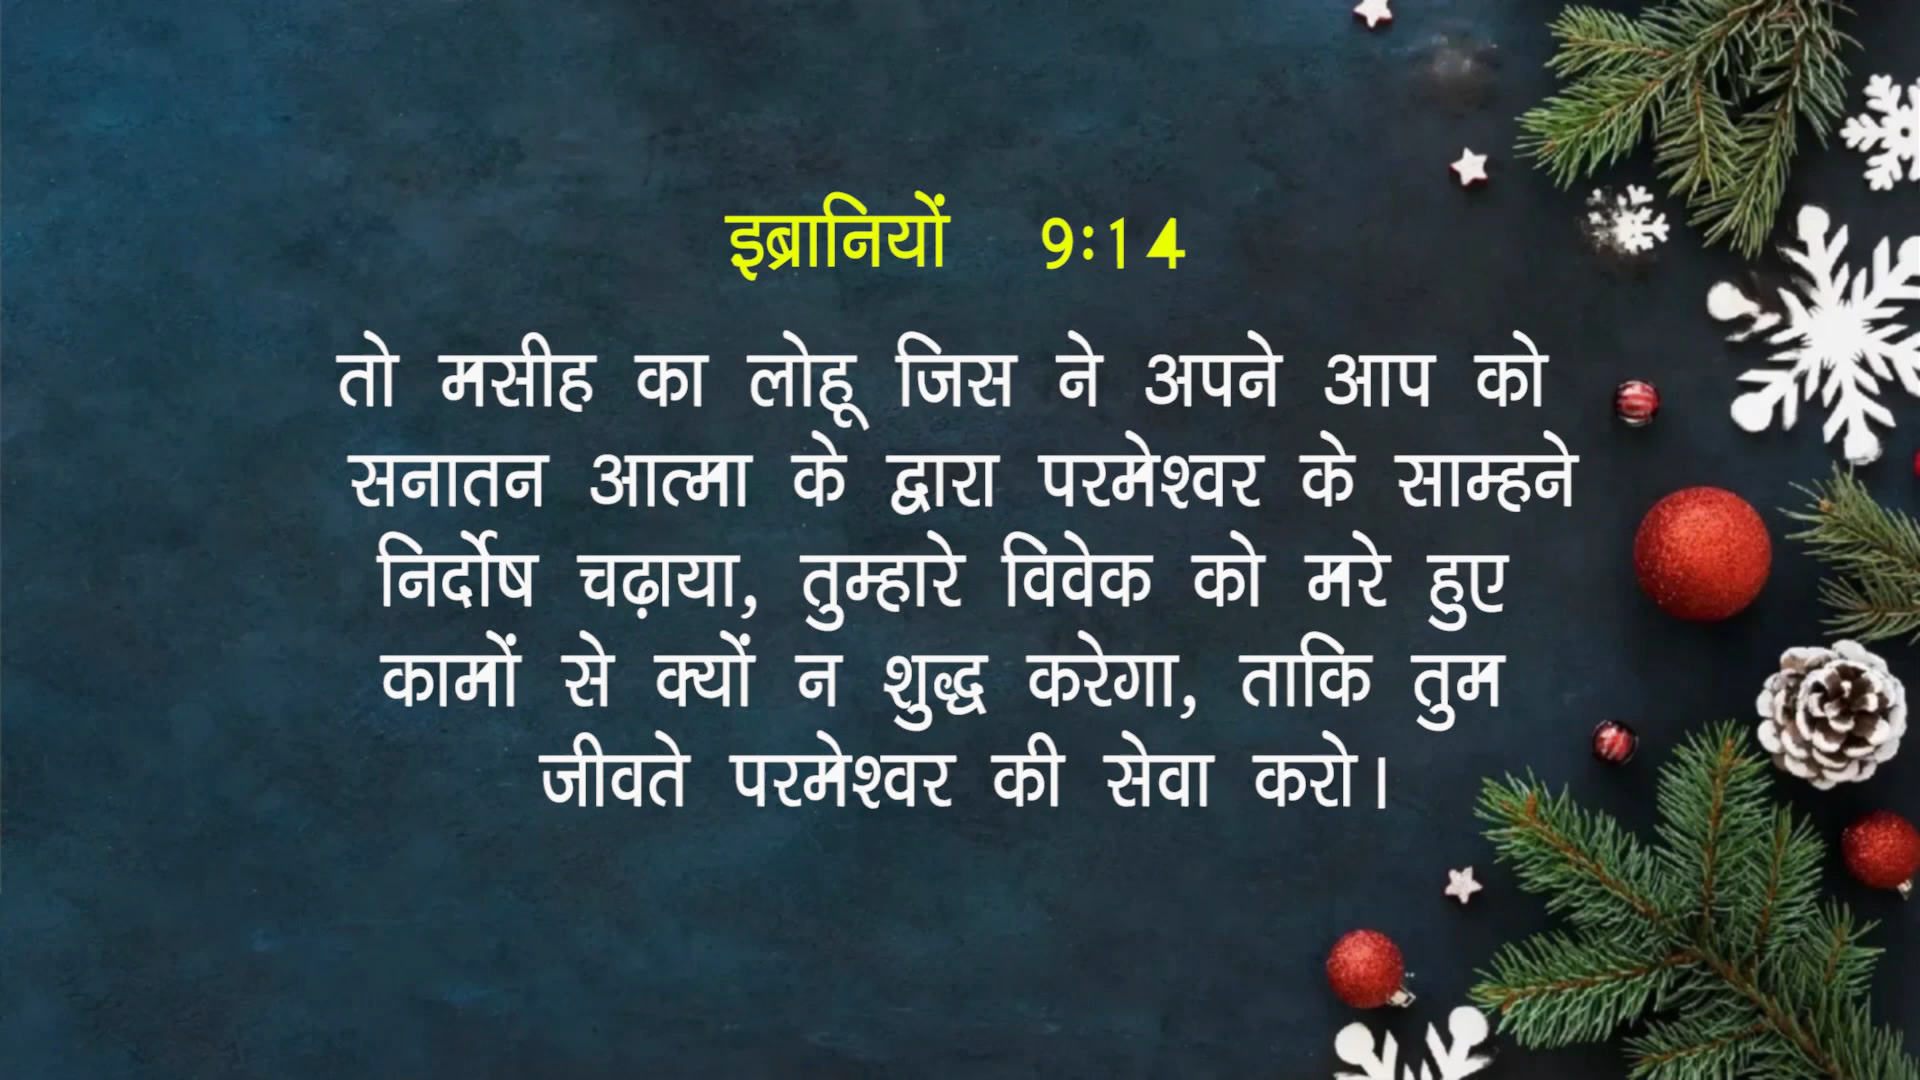 इब्रानियों 9:14
तो मसीह का लोहू जिस ने अपने आप को
सनातन आत्मा के द्वारा परमेश्वर के साम्हने
निर्दोष चढ़ाया, तुम्हारे विवेक को मरे हुए
कामों से क्यों न शुद्ध करेगा, ताकि तुम
जीवते परमेश्वर की सेवा करो।